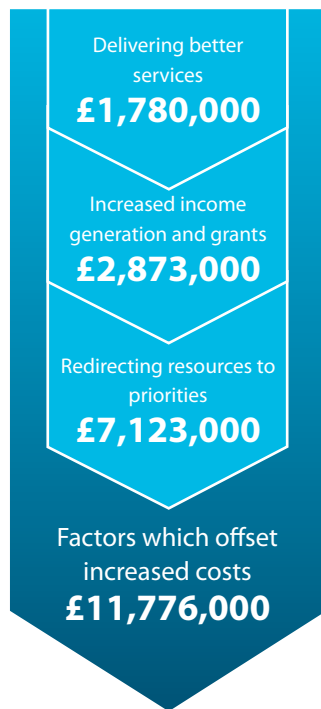 Delivering better
services
£1,780,000
Increased income
generation and grants
£2,873,000
Redirecting resources to
priorities
£7,123,000
Factors which offset
increased costs
£11,776,000